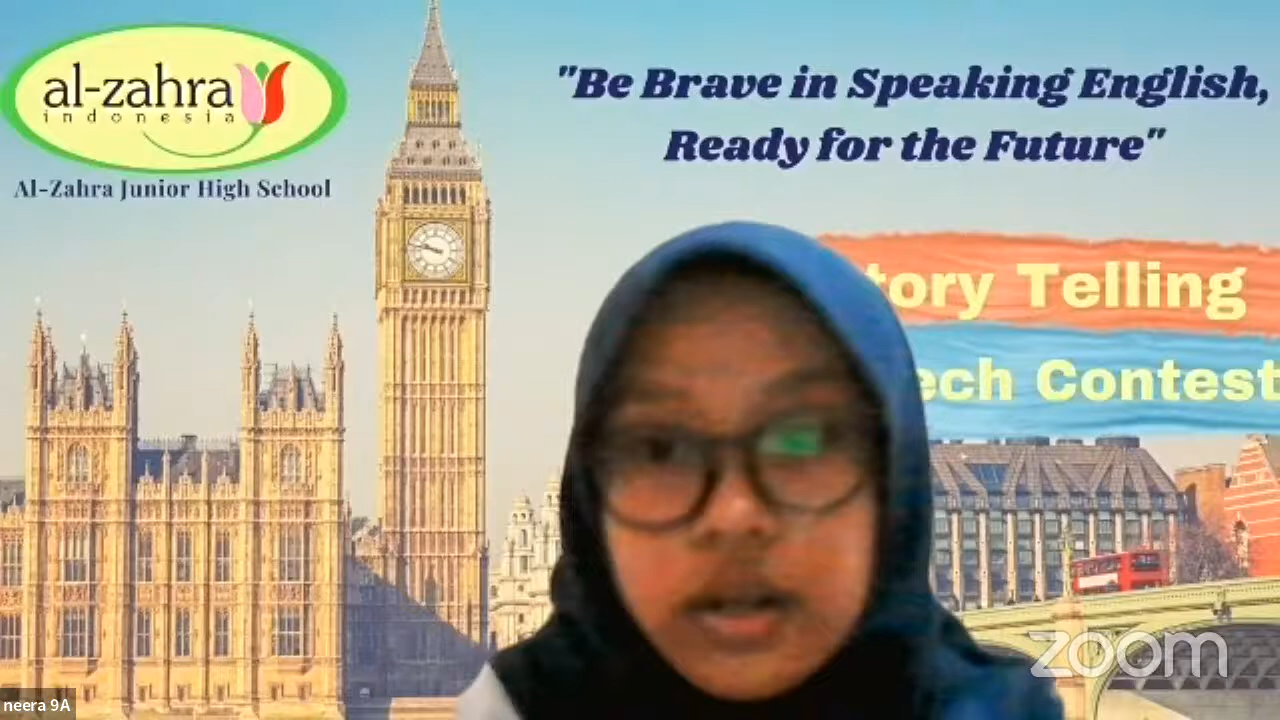 al-zahra
indonesia
Al-Zahra Junior High School
"Be Brave in Speaking English,
Ready for the Future"
tory Telling
ech Contest
zoom
neera 9A